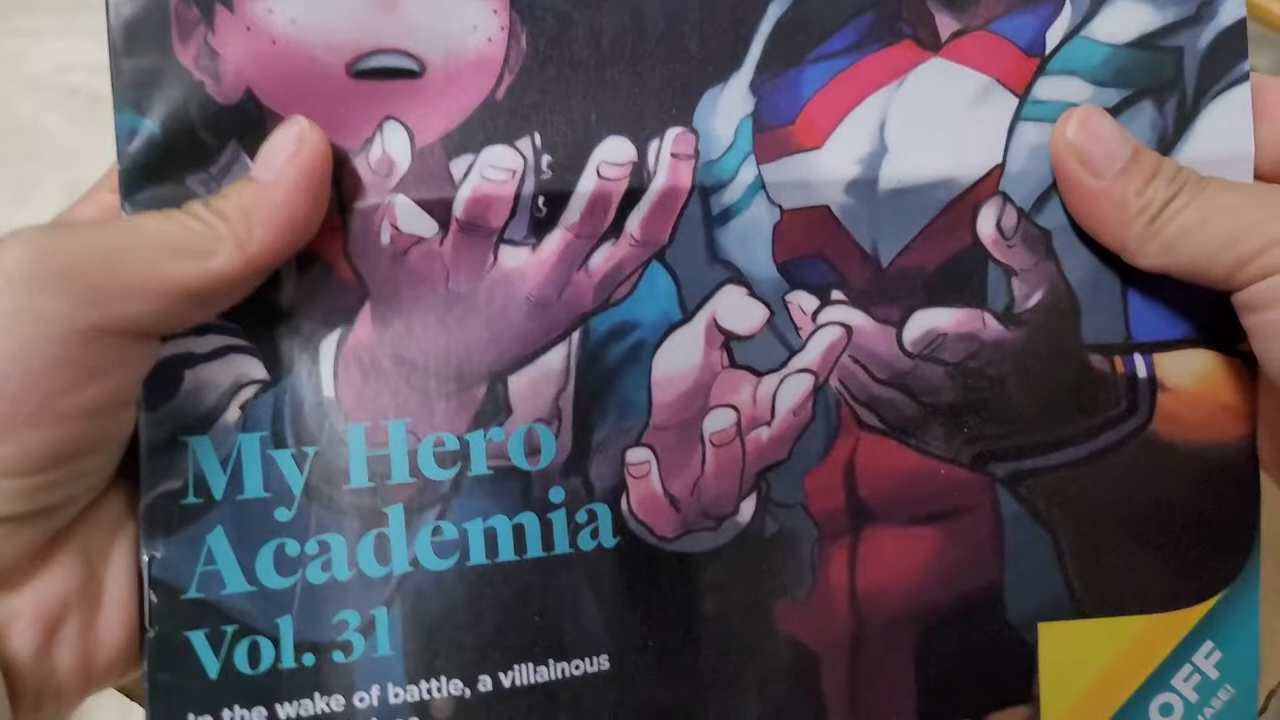 My Hero
Academia
Vol. 31
In the wake of battle, a villainous
OFF